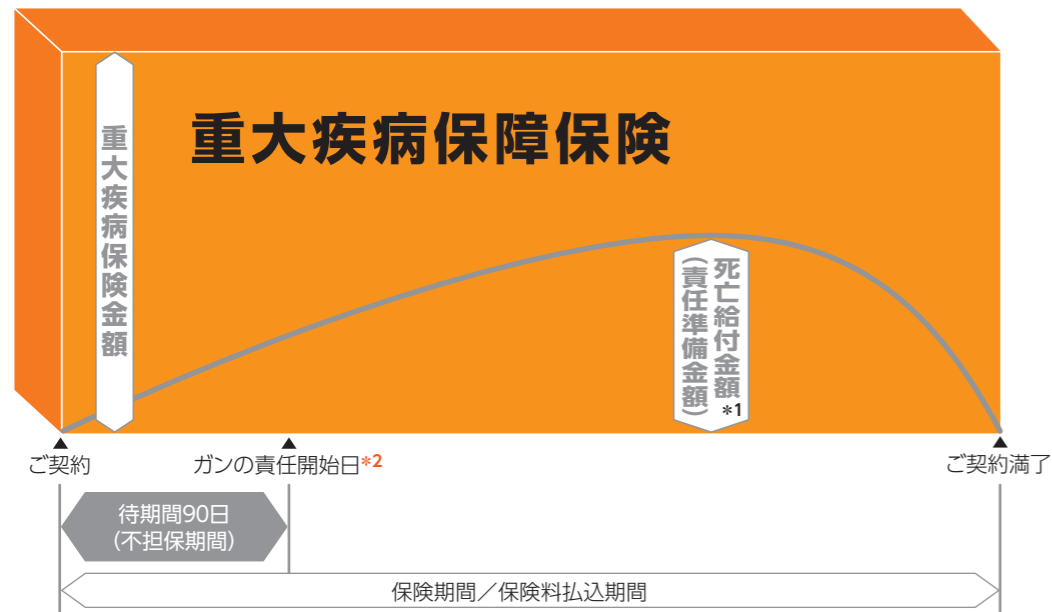 重大疾病保障保険
重大疾病保険金額
死亡給付金額*1
(責任準備金額)
ご契約
ガンの責任開始日*2
ご契約満了
待期間90日
(不担保期間)
保険期間/保険料払込期間